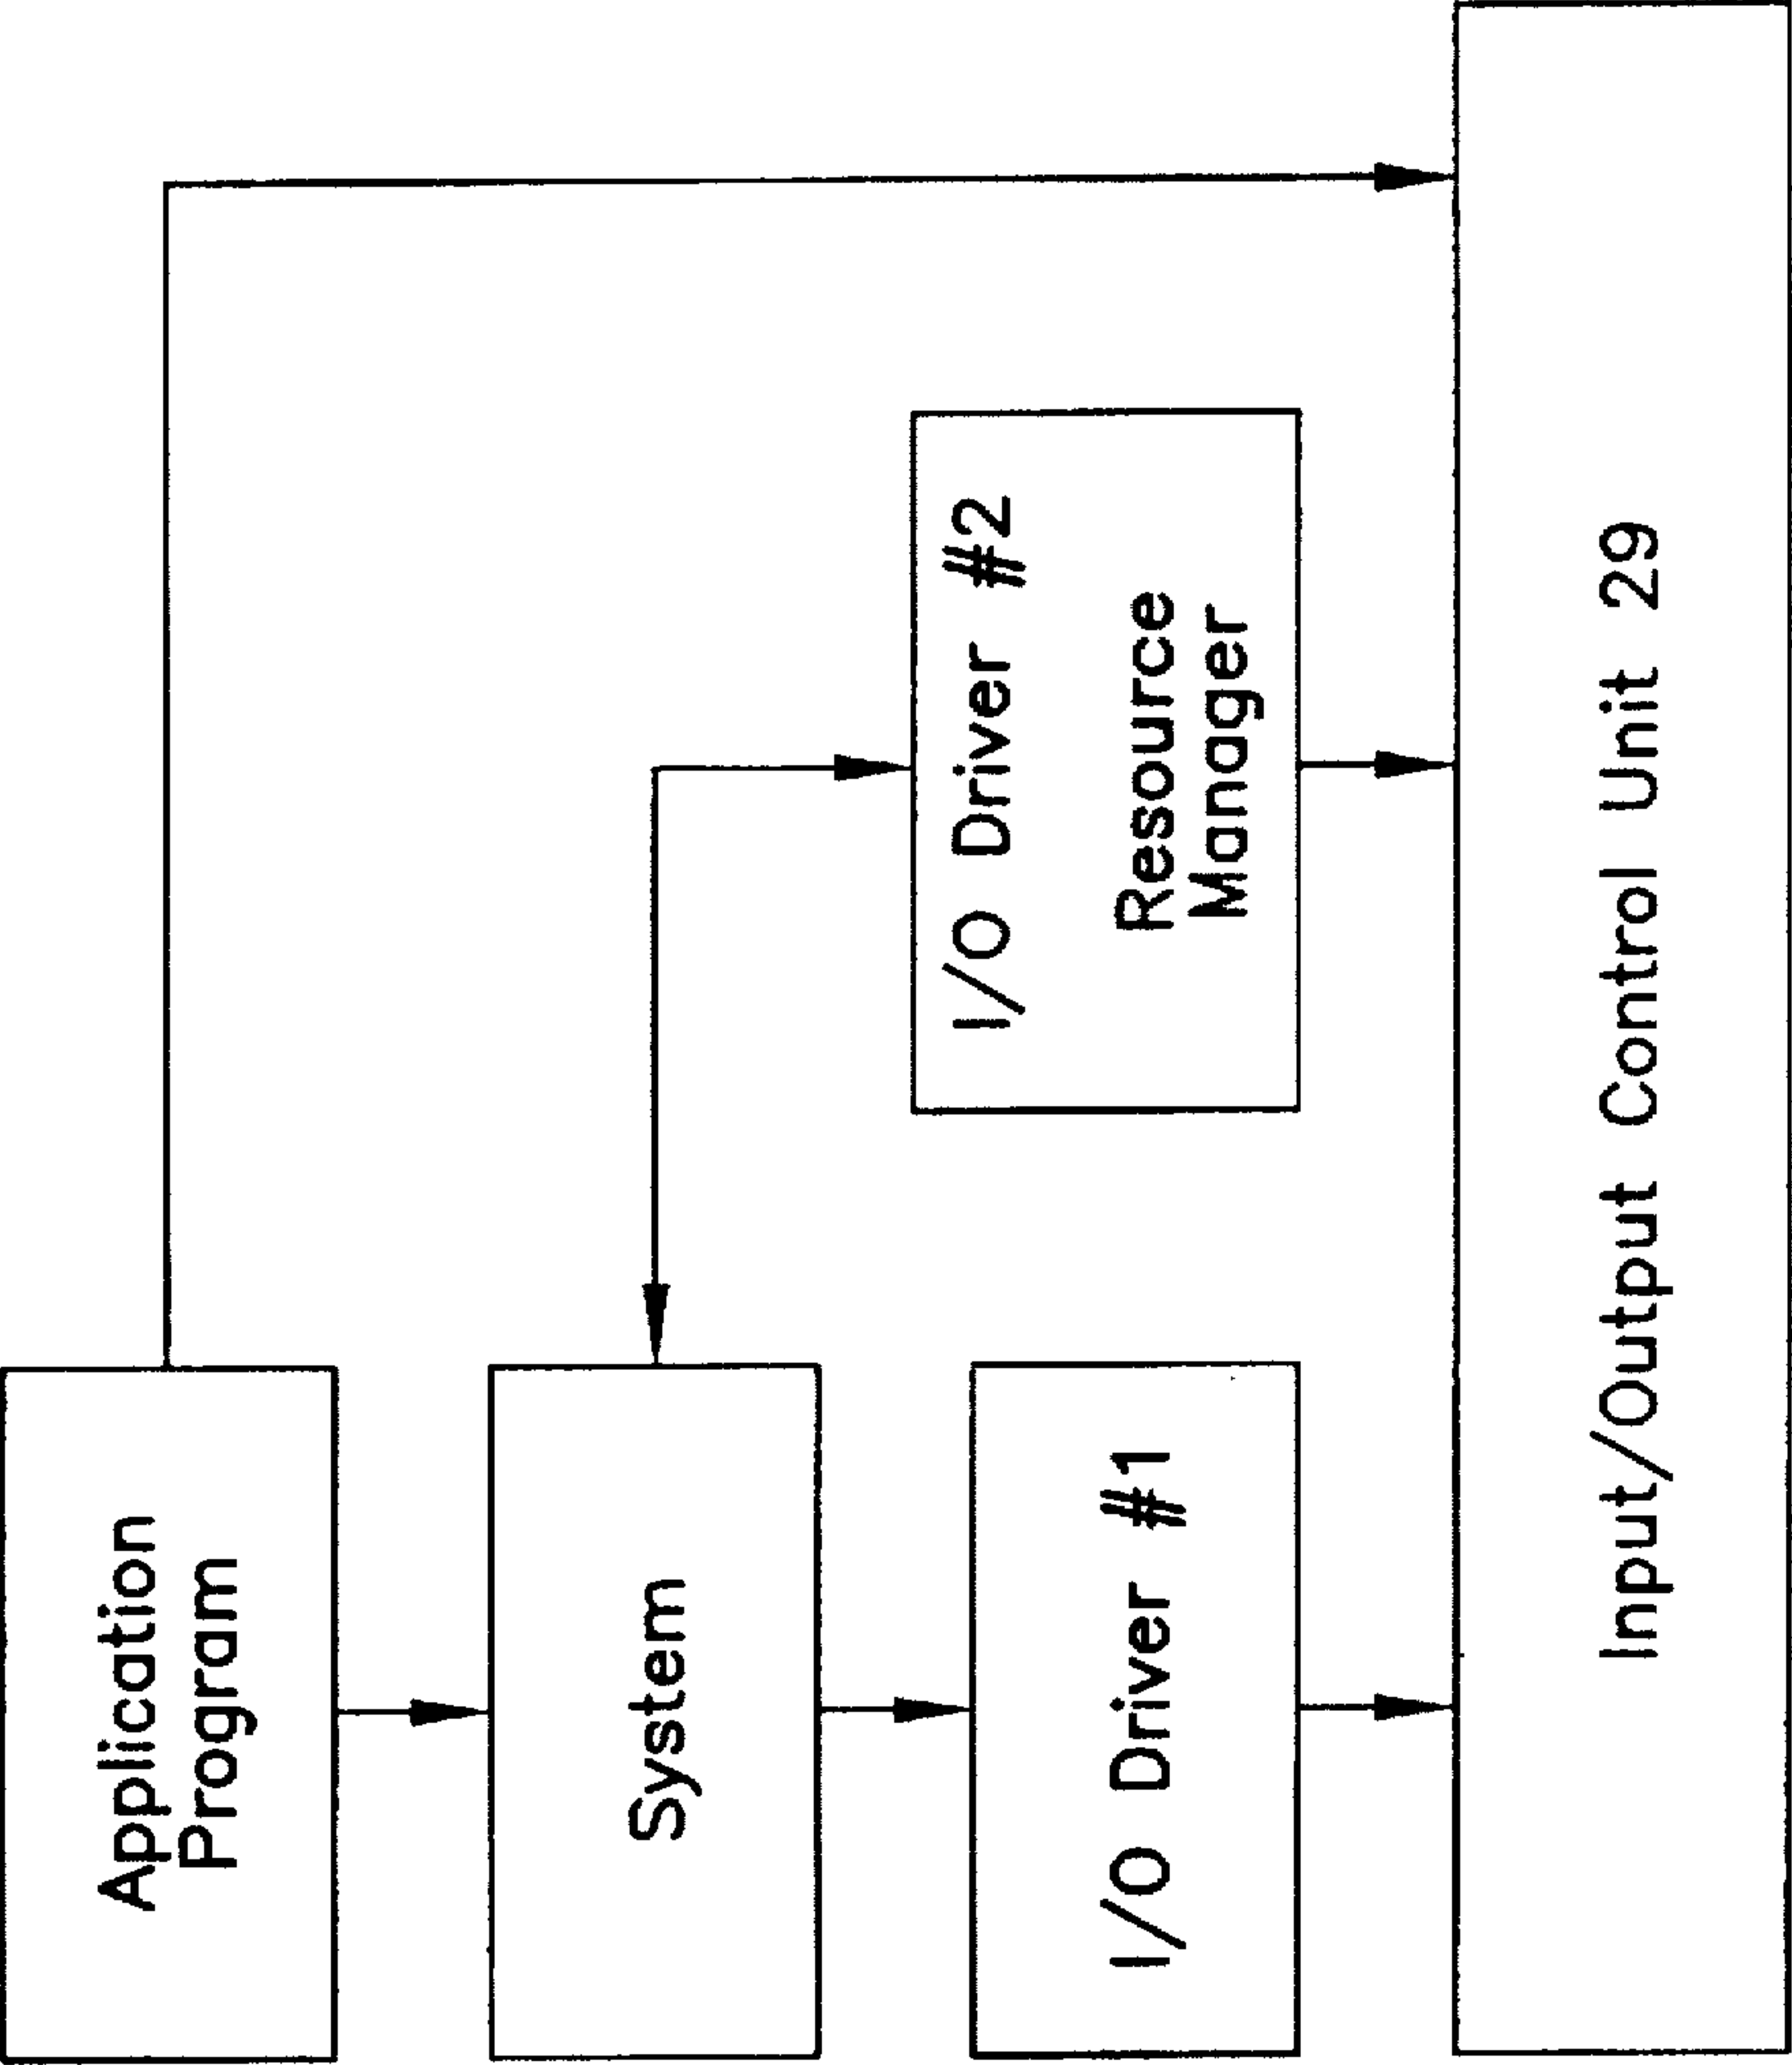 Application
Program
System
I/O Driver #1
I/O Driver #2
Resource
Manager
Input/Output Control Unit 29